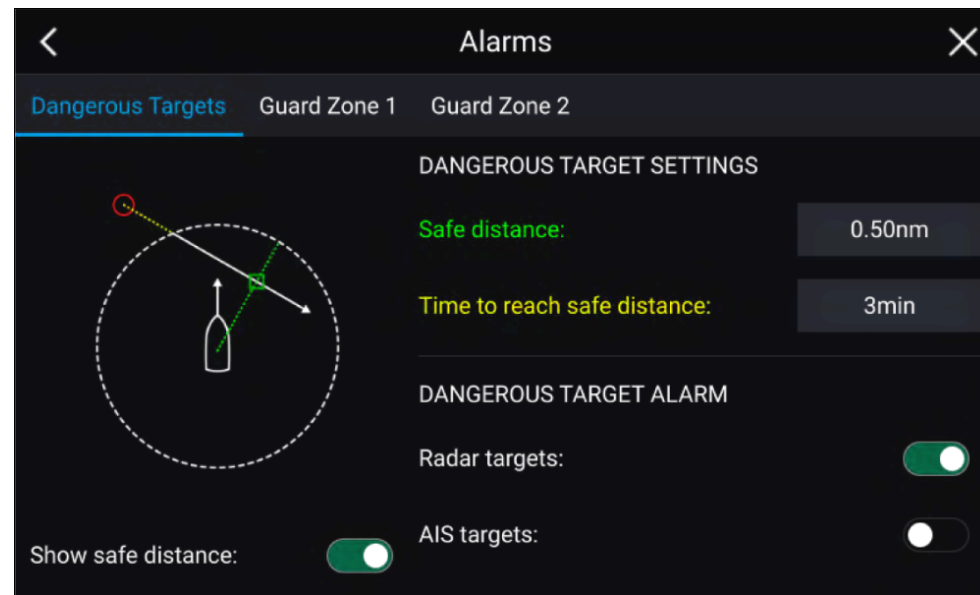 Alarms
Dangerous Targets Guard Zone 1 Guard Zone 2
DANGEROUS TARGET SETTINGS
Safe distance: 0.50nm
Time to reach safe distance: 3min
DANGEROUS TARGET ALARM
Radar targets:
AIS targets:
Show safe distance: